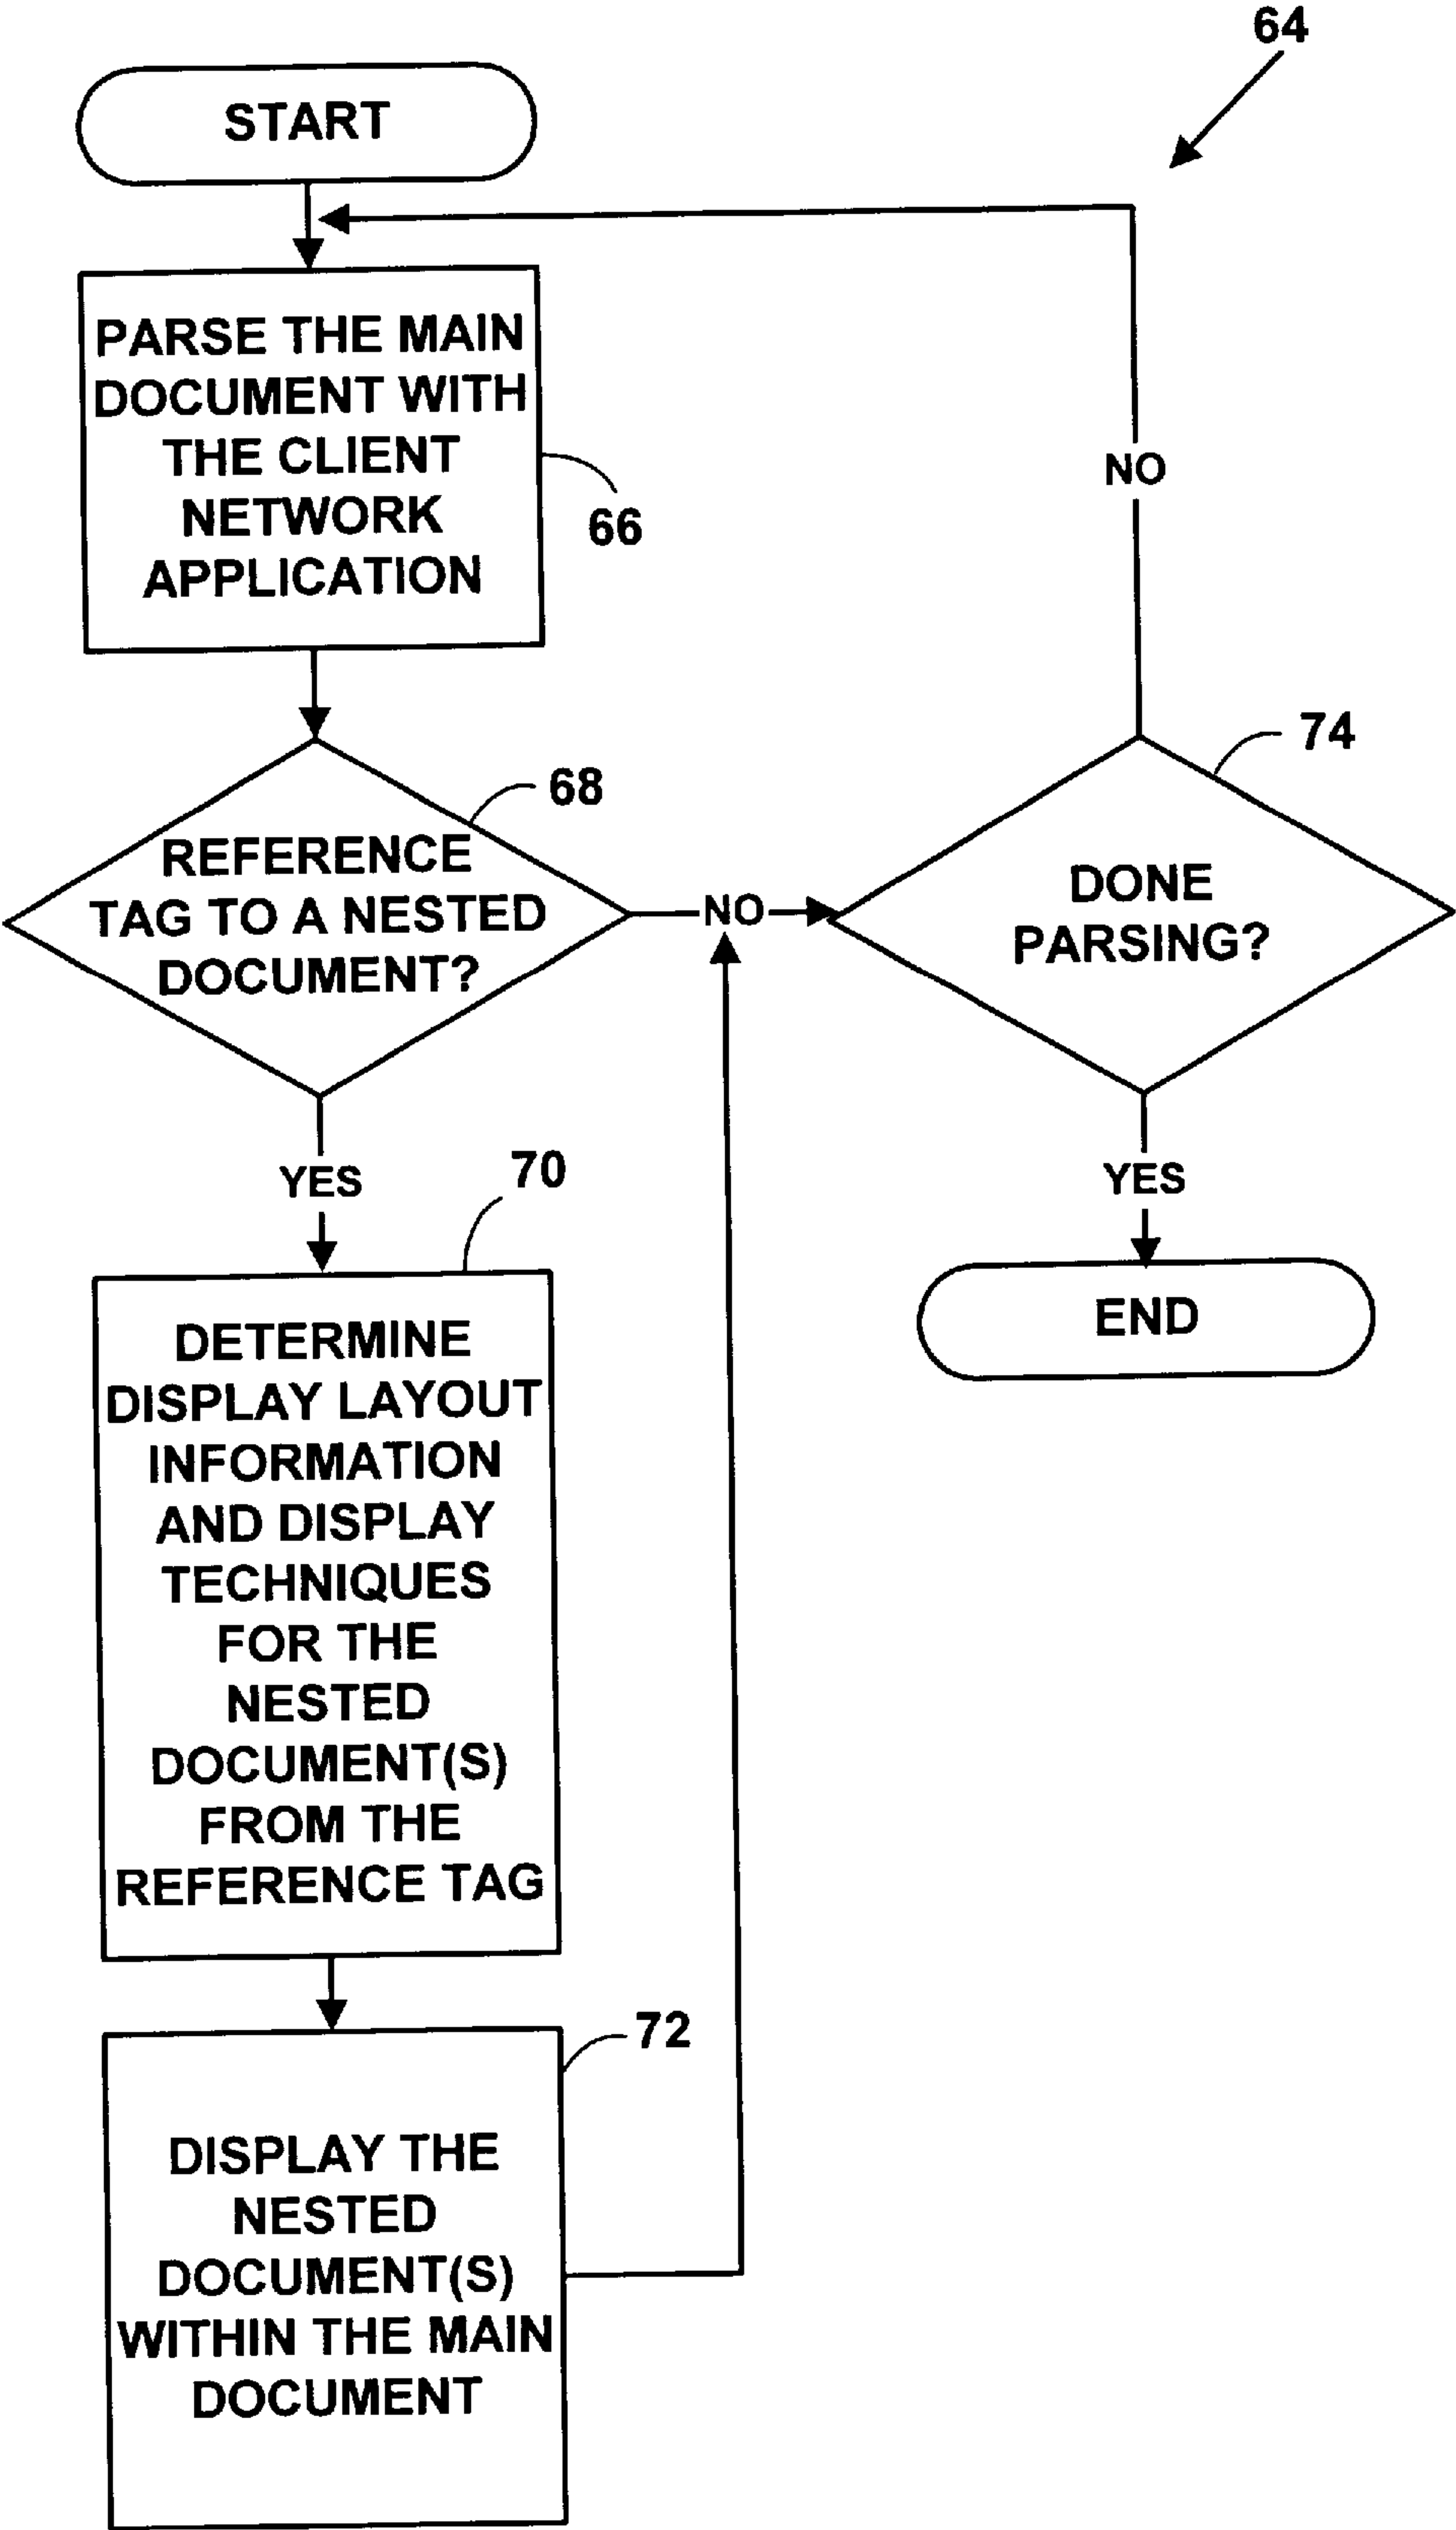 64
START
PARSE THE MAIN
DOCUMENT WITH
THE CLIENT
NETWORK
APPLICATION
66
NO
68
REFERENCE
TAG TO A NESTED
DOCUMENT?
NO
74
DONE
PARSING?
YES
70
YES
END
DETERMINE
DISPLAY LAYOUT
INFORMATION
AND DISPLAY
TECHNIQUES
FOR THE
NESTED
DOCUMENT(S)
FROM THE
REFERENCE TAG
72
DISPLAY THE
NESTED
DOCUMENT(S)
WITHIN THE MAIN
DOCUMENT